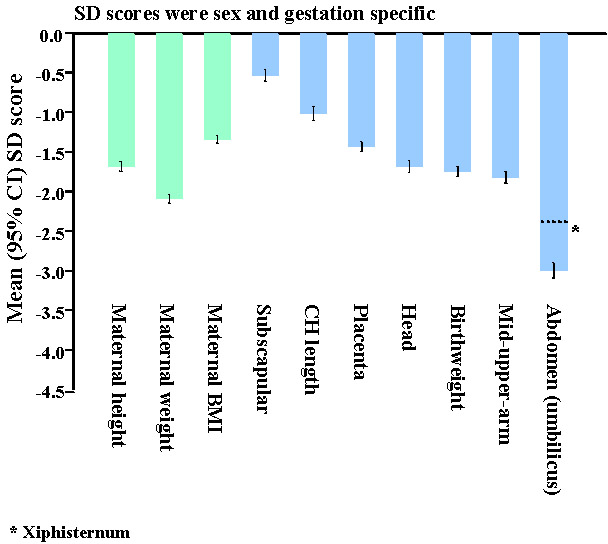 SD scores were sex and gestation specific
Mean (95% CI) SD score
0.0
-0.5
-1.0
-1.5
-2.0
-2.5
-3.0
-3.5
-4.0
-4.5
*
Maternal height
Maternal weight
Maternal BMI
Subscapular
CH length
Placenta
Head
Birthweight
Mid-upper-arm
Abdomen (umbilicus)
* Xiphisternum